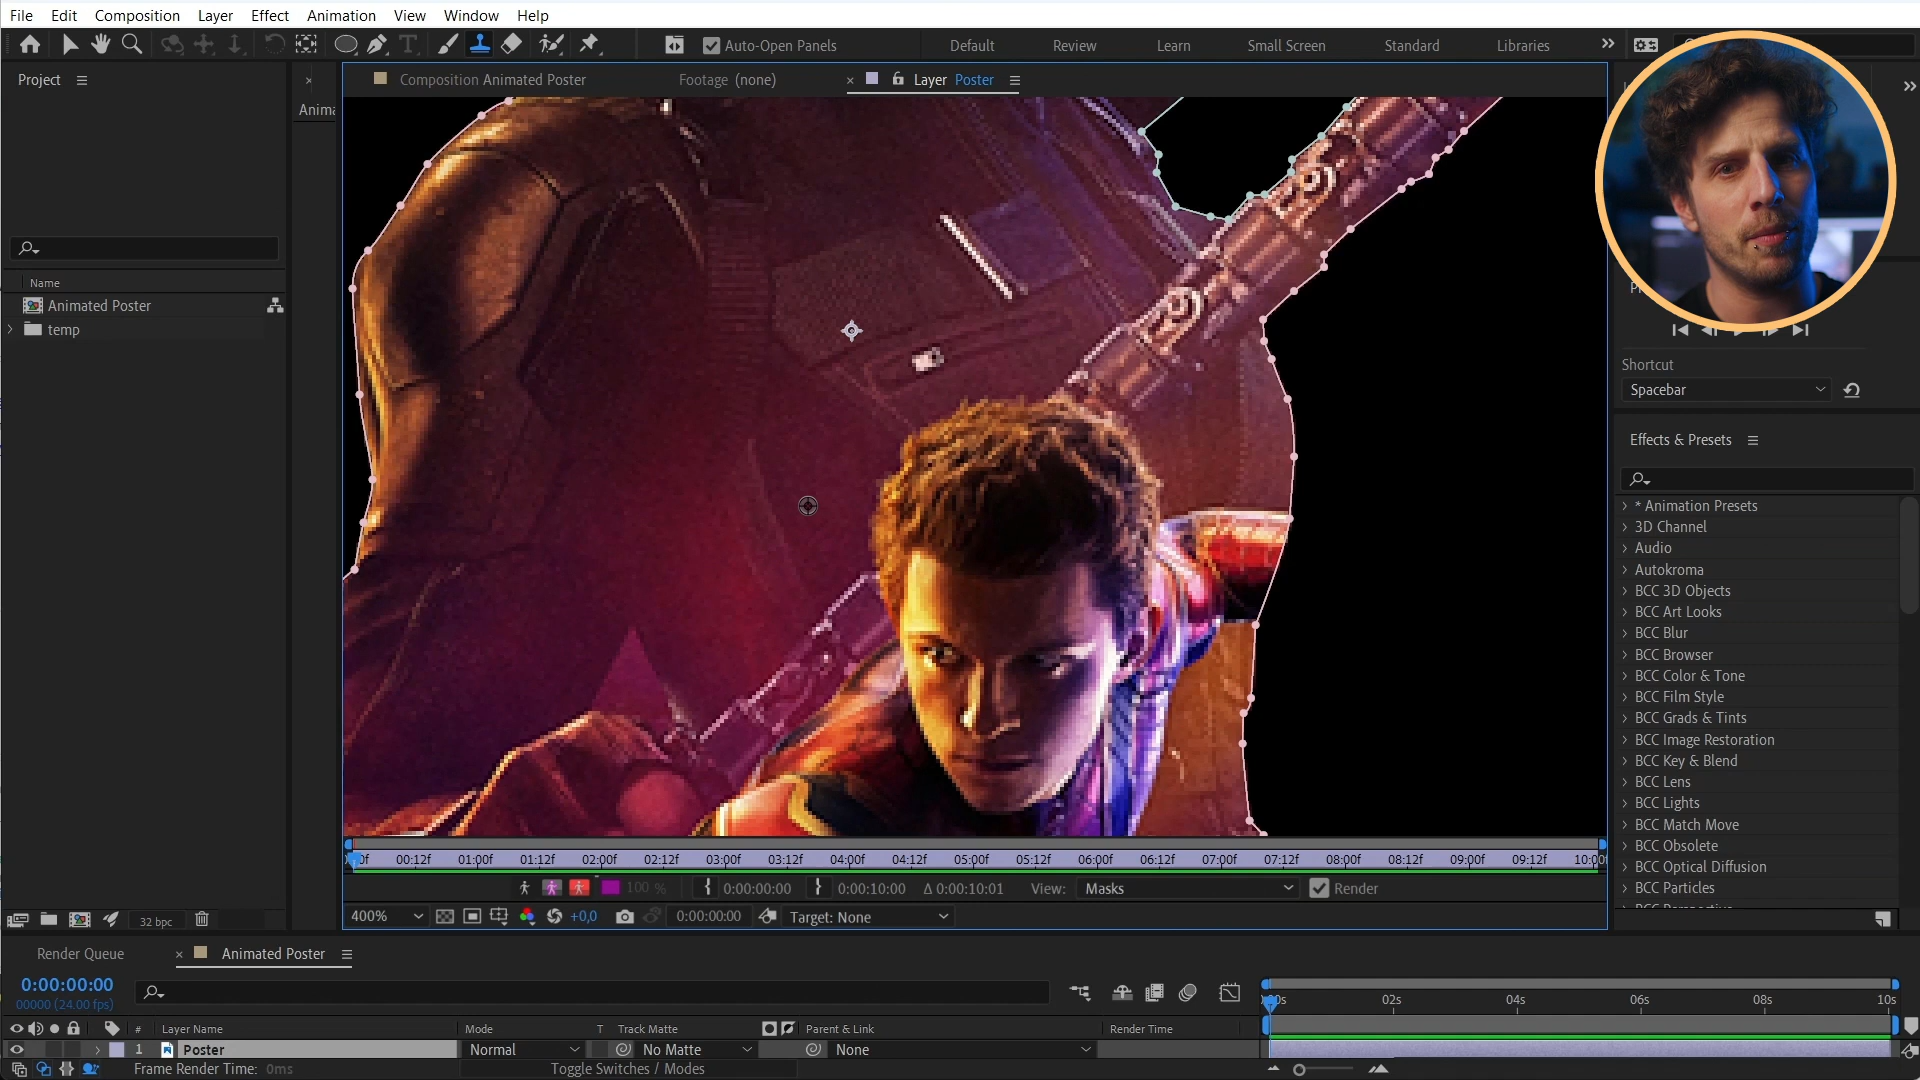 File Edit Composition Layer Effect Animation View Window Help
Auto-Open Panels Default Review Learn Small Screen Standard Libraries
Project
Anima
Composition Animated Poster Footage (none) Layer Poster
Name
Animated Poster
temp
Shortcut
Spacebar
Effects & Presets
* Animation Presets
3D Channel
Audio
Autokroma
BCC 3D Objects
BCC Art Looks
BCC Blur
BCC Browser
BCC Color & Tone
BCC Film Style
BCC Grads & Tints
BCC Image Restoration
BCC Key & Blend
BCC Lens
BCC Lights
BCC Match Move
BCC Obsolete
BCC Optical Diffusion
BCC Particles
00:12f 01:00f 01:12f 02:00f 02:12f 03:00f 03:12f 04:00f 04:12f 05:00f 05:12f 06:00f 06:12f 07:00f 07:12f 08:00f 08:12f 09:00f 09:12f 10:00f
100 % 0:00:00:00 0:00:10:00 Δ 0:00:10:01 View: Masks Render
32 bpc 400% +0,0 0:00:00:00 Target: None
Render Queue Animated Poster
0:00:00:00
00000 (24.00 fps)
02s 04s 06s 08s 10s
# Layer Name Mode T Track Matte Parent & Link Render Time
1 Poster Normal No Matte None
Frame Render Time: 0ms Toggle Switches / Modes